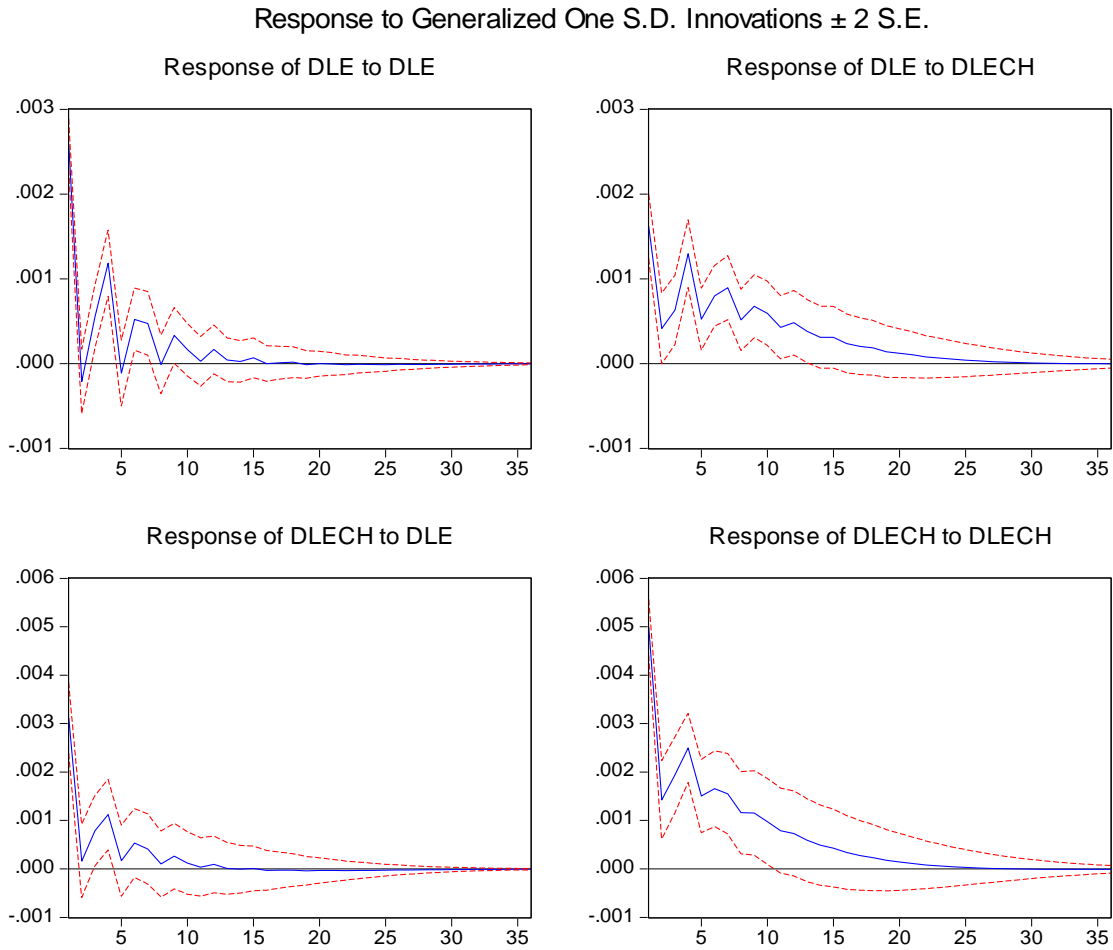 Response to Generalized One S.D. Innovations ± 2 S.E.
Response of DLE to DLE
.003
.002
.001
.000
-.001
5 10 15 20 25 30 35
Response of DLE to DLECH
.003
.002
.001
.000
-.001
5 10 15 20 25 30 35
Response of DLECH to DLE
.006
.005
.004
.003
.002
.001
.000
-.001
5 10 15 20 25 30 35
Response of DLECH to DLECH
.006
.005
.004
.003
.002
.001
.000
-.001
5 10 15 20 25 30 35